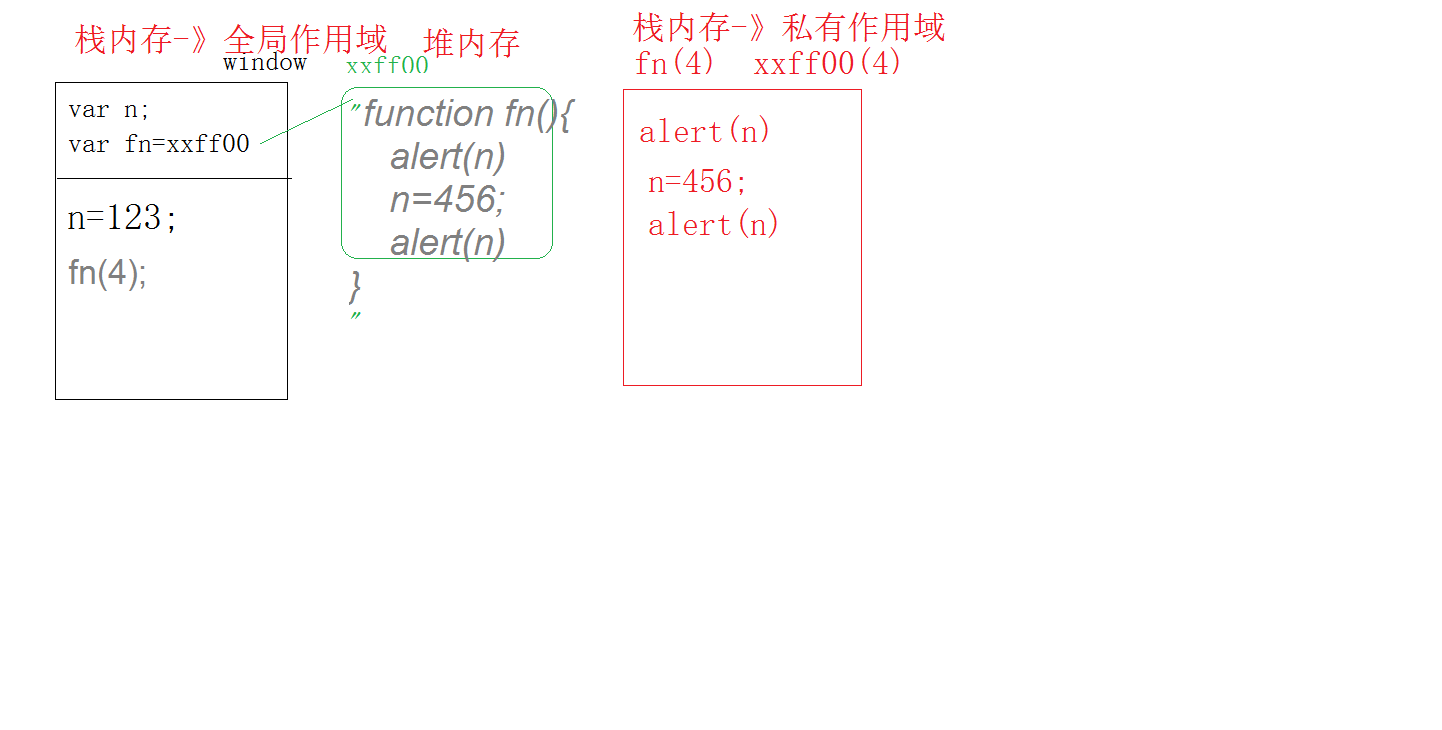 栈内存-》全局作用域
window
var n;
var fn=xxff00
n=123;
fn(4);
堆内存
xxff00
"function fn(){
alert(n)
n=456;
alert(n)
}
"
栈内存-》私有作用域
fn(4) xxff00(4)
alert(n)
n=456;
alert(n)